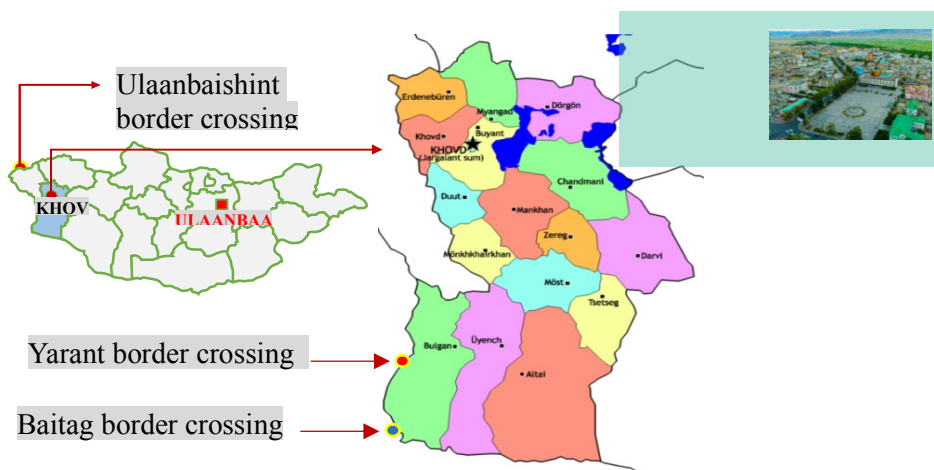 Ulaanbaishint
border crossing
KHOV
ULAANBAA
Yarant border crossing
Baitag border crossing
Erdenebüren
Myangad
Dörgön
Khovd
Buyant
KHOVD
(Jargalant sum)
Chandmani
Duut
Mankhan
Zereg
Mönkhkhairkhan
Darvi
Möst
Tsetseg
Bulgan
Üyench
Altai